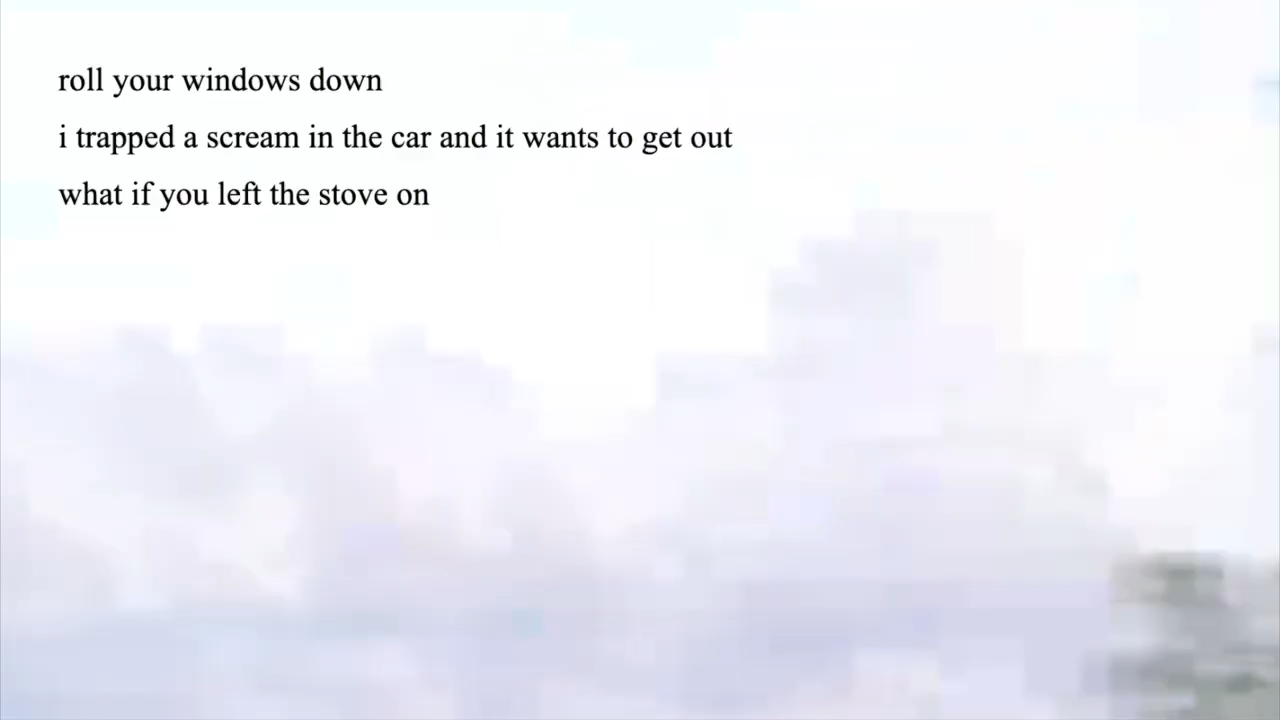 roll your windows down
i trapped a scream in the car and it wants to get out
what if you left the stove on